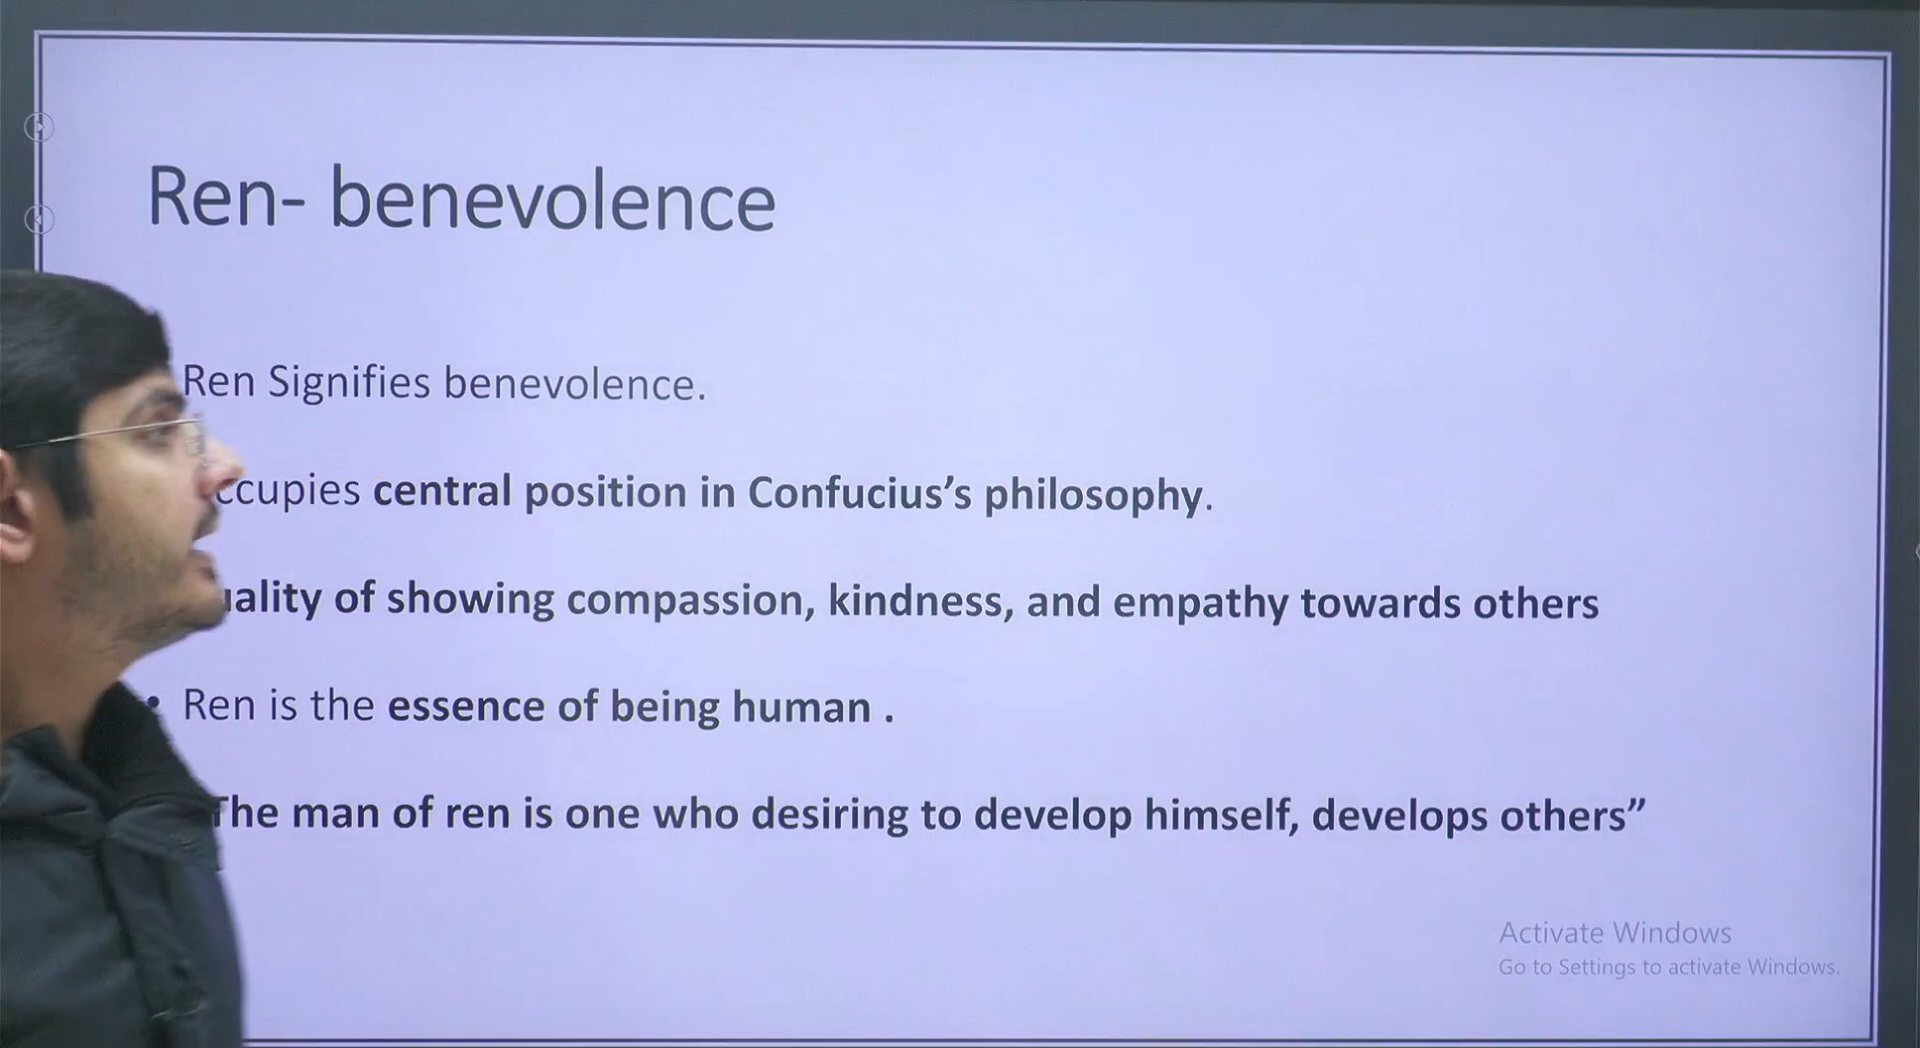 Ren- benevolence
Ren Signifies benevolence.
ccupies central position in Confucius’s philosophy.
uality of showing compassion, kindness, and empathy towards others
• Ren is the essence of being human .
The man of ren is one who desiring to develop himself, develops others”
Activate Windows
Go to Settings to activate Windows.